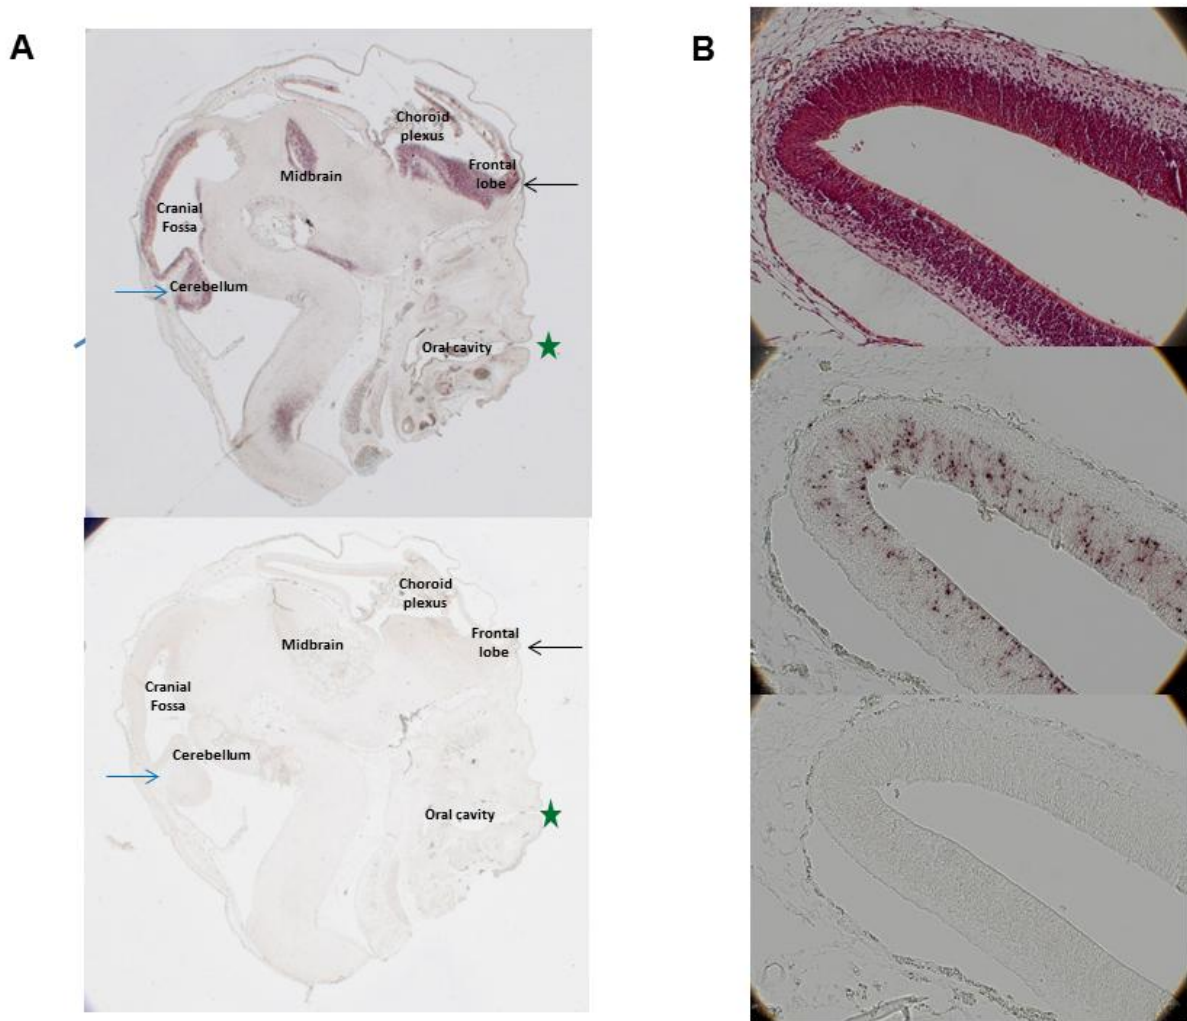 A
B
Choroid
plexus
Frontal
lobe
Midbrain
Cranial
Fossa
Cerebellum
Oral cavity
Choroid
plexus
Frontal
lobe
Midbrain
Cranial
Fossa
Cerebellum
Oral cavity